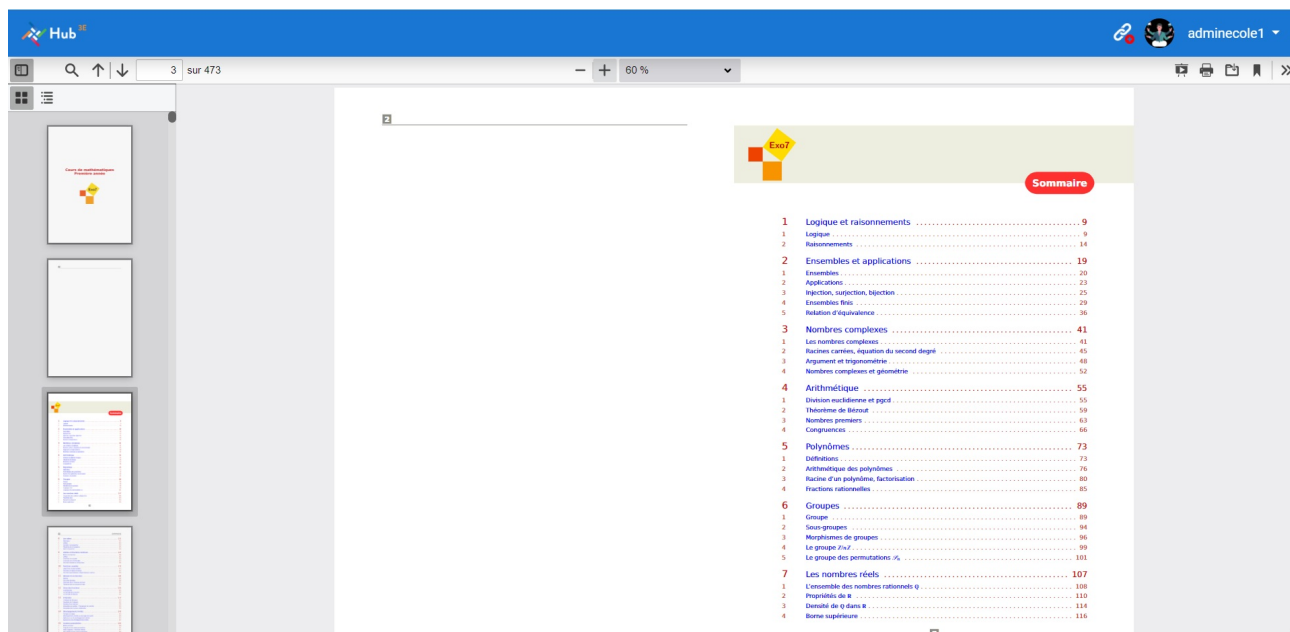 Hub 3E
adminecole1
3 sur 473
60 %
Cours de mathématiques
Première année
2
Exo7
Sommaire
1 Logique et raisonnements 9
1 Logique 9
2 Raisonnements 14
2 Ensembles et applications 19
1 Ensembles 20
2 Applications 23
3 Injection, surjection, bijection 25
4 Ensembles finis 29
5 Relation d'équivalence 36
3 Nombres complexes 41
1 Les nombres complexes 41
2 Racines carrées, équation du second degré 45
3 Argument et trigonométrie 48
4 Nombres complexes et géométrie 52
4 Arithmétique 55
1 Division euclidienne et pgcd 55
2 Théorème de Bézout 59
3 Nombres premiers 63
4 Congruences 66
5 Polynômes 73
1 Définitions 73
2 Arithmétique des polynômes 76
3 Racine d'un polynôme, factorisation 80
4 Fractions rationnelles 85
6 Groupes 89
1 Groupe 89
2 Sous-groupes 94
3 Morphismes de groupes 96
4 Le groupe Z/nZ 99
5 Le groupe des permutations 𝒮n 101
7 Les nombres réels 107
1 L'ensemble des nombres rationnels Q 108
2 Propriétés de R 110
3 Densité de Q dans R 114
4 Borne supérieure 116